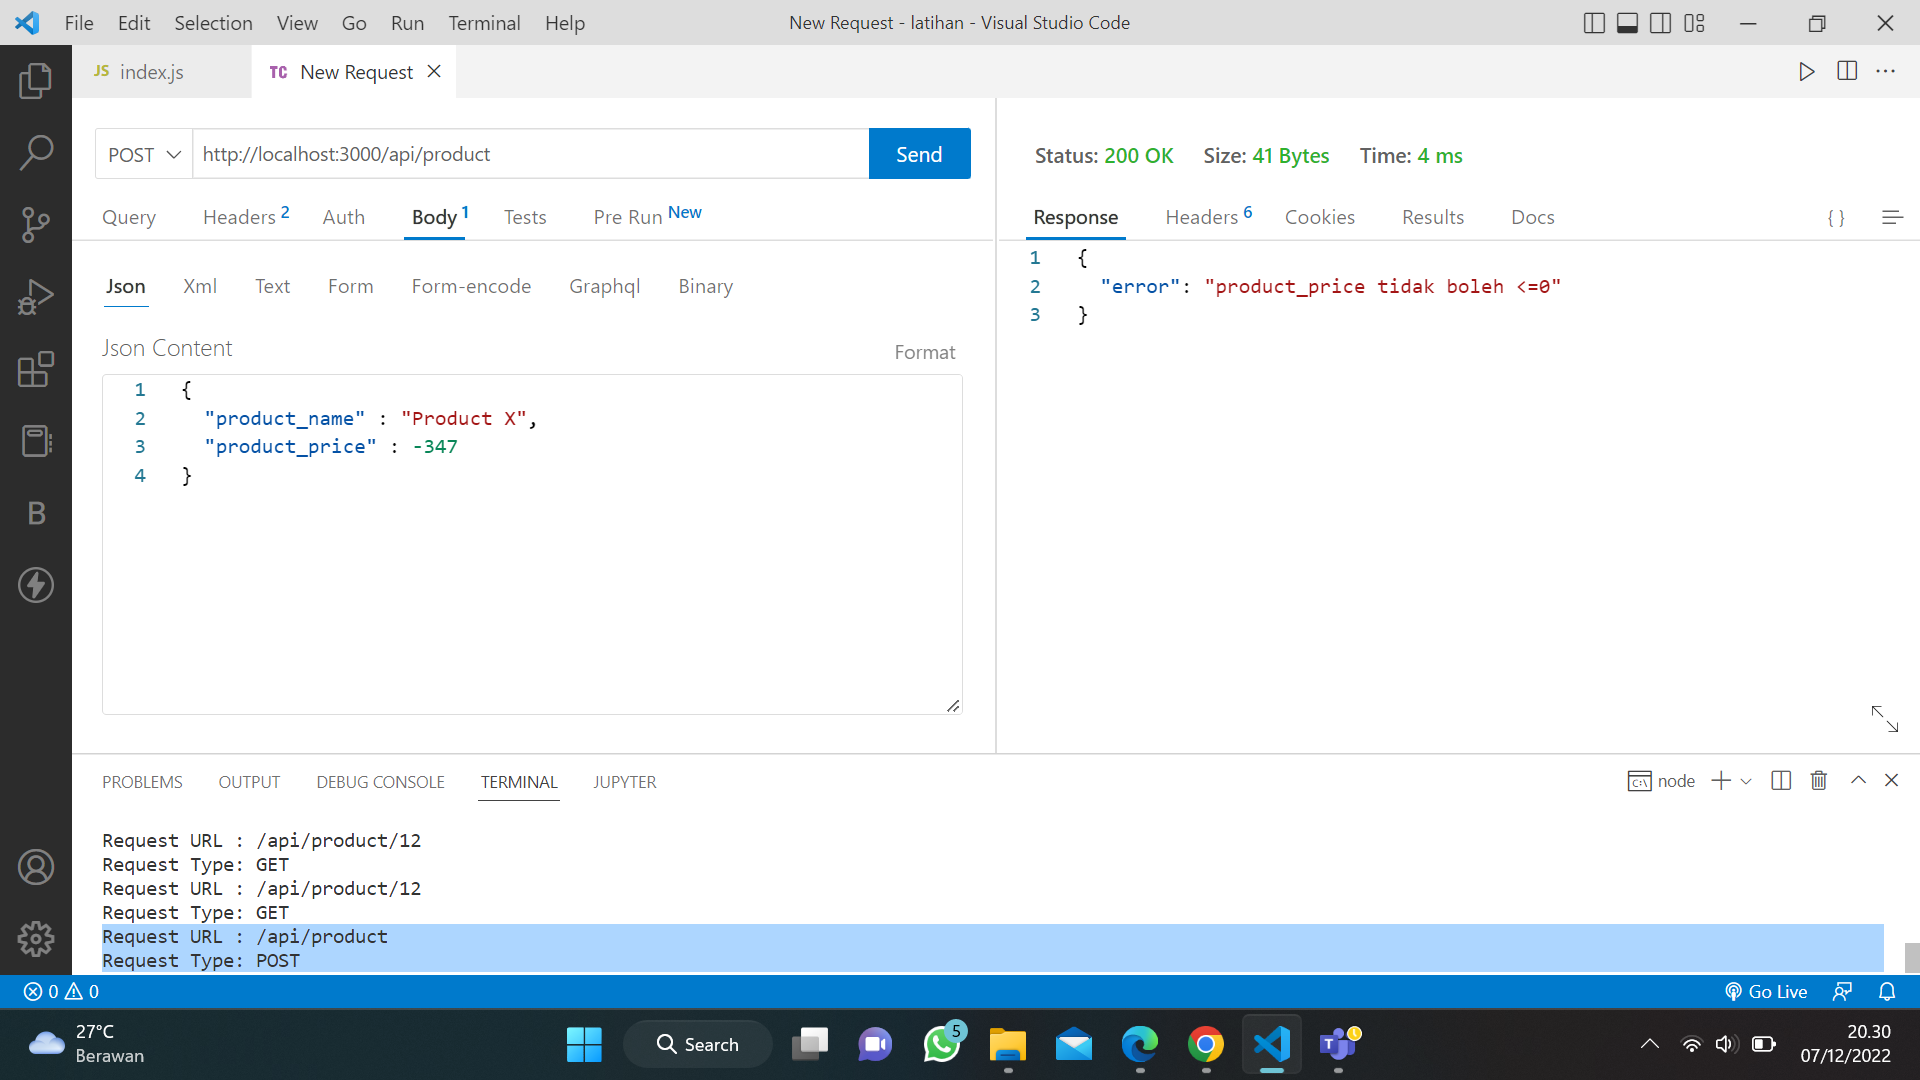 File Edit Selection View Go Run Terminal Help
New Request - latihan - Visual Studio Code
JS index.js
TC New Request
POST http://localhost:3000/api/product Send
Query Headers 2 Auth Body 1 Tests Pre Run New
Json Xml Text Form Form-encode Graphql Binary
Json Content
Format
1 {
2 "product_name" : "Product X",
3 "product_price" : -347
4 }
Status: 200 OK Size: 41 Bytes Time: 4 ms
Response Headers 6 Cookies Results Docs { }
1 {
2 "error": "product_price tidak boleh <=0"
3 }
B
PROBLEMS OUTPUT DEBUG CONSOLE TERMINAL JUPYTER
node
Request URL : /api/product/12
Request Type: GET
Request URL : /api/product/12
Request Type: GET
Request URL : /api/product
Request Type: POST
0 0
Go Live
27°C
Berawan
Search
5
20.30
07/12/2022